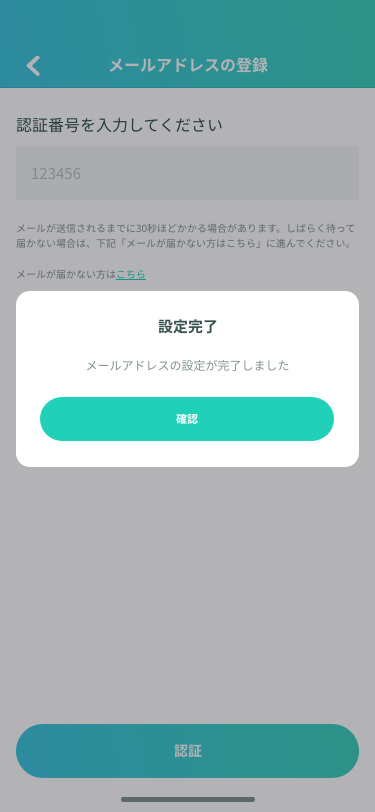 メールアドレスの登録
認証番号を入力してください
123456
メールが送信されるまでに30秒ほどかかる場合があります。しばらく待って
届かない場合は、下記「メールが届かない方はこちら」に進んでください。
メールが届かない方はこちら
設定完了
メールアドレスの設定が完了しました
確認
認証